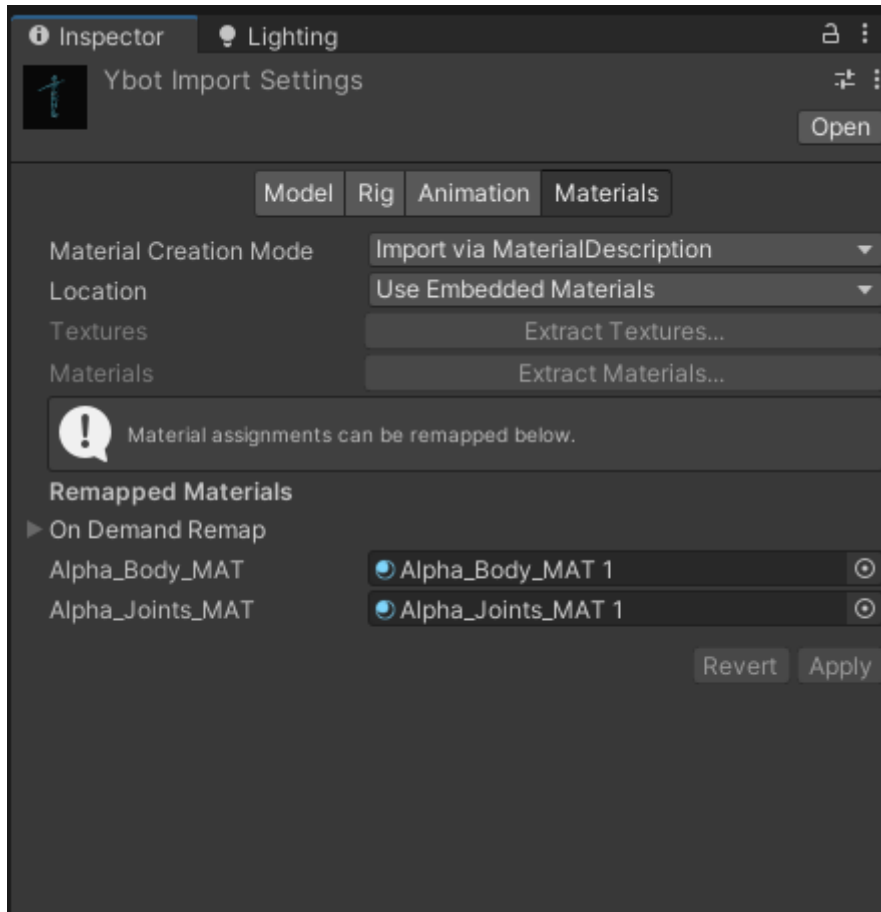 Inspector Lighting
Ybot Import Settings
Open
Model Rig Animation Materials
Material Creation Mode Import via MaterialDescription
Location Use Embedded Materials
Textures Extract Textures...
Materials Extract Materials...
Material assignments can be remapped below.
Remapped Materials
On Demand Remap
Alpha_Body_MAT Alpha_Body_MAT 1
Alpha_Joints_MAT Alpha_Joints_MAT 1
Revert Apply